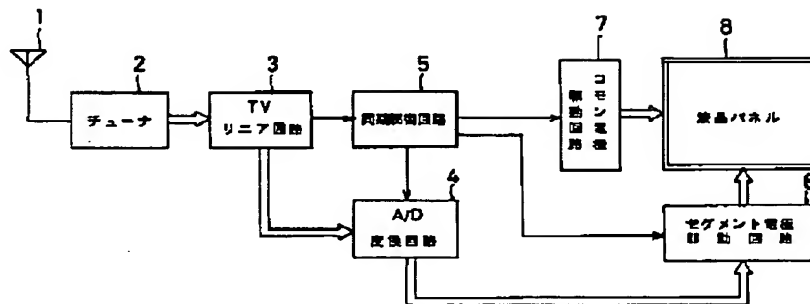 1
2
3
5
7
8
チューナ
TV
リニア回路
同期制御回路
コモン電極
駆動回路
液晶パネル
4
A/D
変換回路
6
セグメント電極
駆動回路